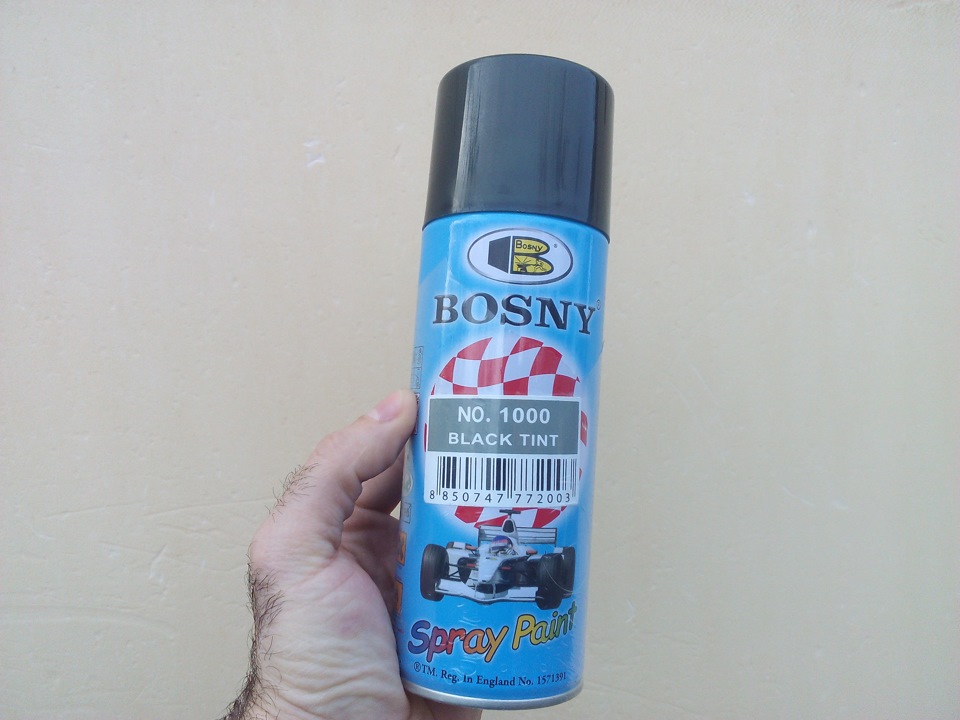 BOSNY
BOSNY®
NO. 1000
BLACK TINT
8 850747 772003
Spray Paint
®TM. Reg. In England No. 1571391